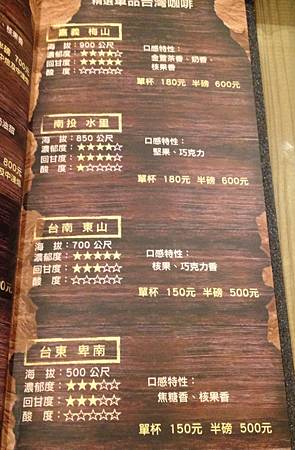 精選單品台灣咖啡
嘉義 梅山
海 拔：900 公尺
濃郁度：★★★★☆
回甘度：★★★★☆
酸 度：★☆☆☆☆
口感特性：
金萱茶香、奶香、
核果香
單杯 180元 半磅 600元
南投 水里
海 拔：850 公尺
濃郁度：★★★★☆
回甘度：★★★★☆
酸 度：★☆☆☆☆
口感特性：
堅果、巧克力
單杯 180元 半磅 600元
台南 東山
海 拔：700 公尺
濃郁度：★★★★★
回甘度：★☆☆☆☆
酸 度：☆☆☆☆☆
口感特性：
核果、巧克力香
單杯 150元 半磅 500元
台東 卑南
海 拔：500 公尺
濃郁度：★★★☆☆
回甘度：★★★☆☆
酸 度：☆☆☆☆☆
口感特性：
焦糖香、核果香
單杯 150元 半磅 500元